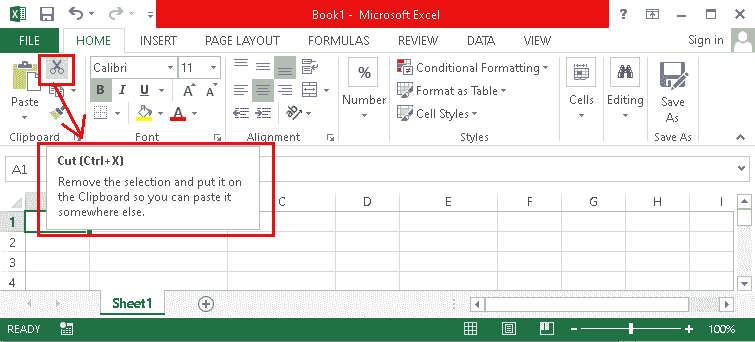 Book1 - Microsoft Excel
FILE HOME INSERT PAGE LAYOUT FORMULAS REVIEW DATA VIEW Sign in
Calibri 11
Paste
B I U
A A
A
%
Number
Conditional Formatting
Format as Table
Cell Styles
Cells
Editing
Save
As
Clipboard Font Alignment Styles Save As
A1
Cut (Ctrl+X)
Remove the selection and put it on
the Clipboard so you can paste it
somewhere else.
C D E F G H I
1
2
3
4
Sheet1
READY 100%